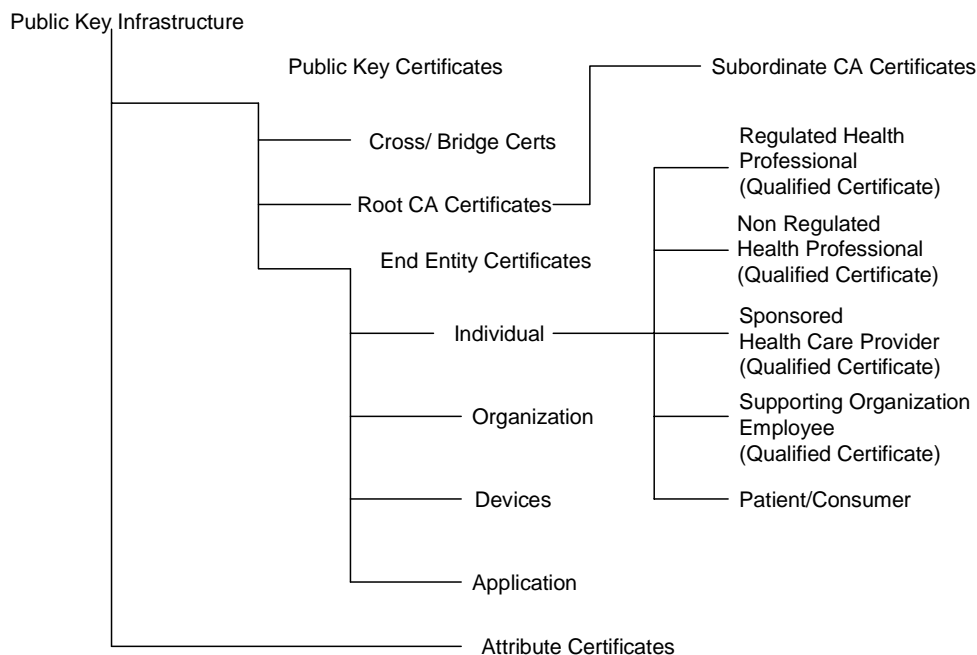 Public Key Infrastructure
Public Key Certificates
Subordinate CA Certificates
Cross/ Bridge Certs
Regulated Health
Professional
(Qualified Certificate)
Root CA Certificates
Non Regulated
Health Professional
(Qualified Certificate)
End Entity Certificates
Individual
Sponsored
Health Care Provider
(Qualified Certificate)
Organization
Supporting Organization
Employee
(Qualified Certificate)
Devices
Patient/Consumer
Application
Attribute Certificates